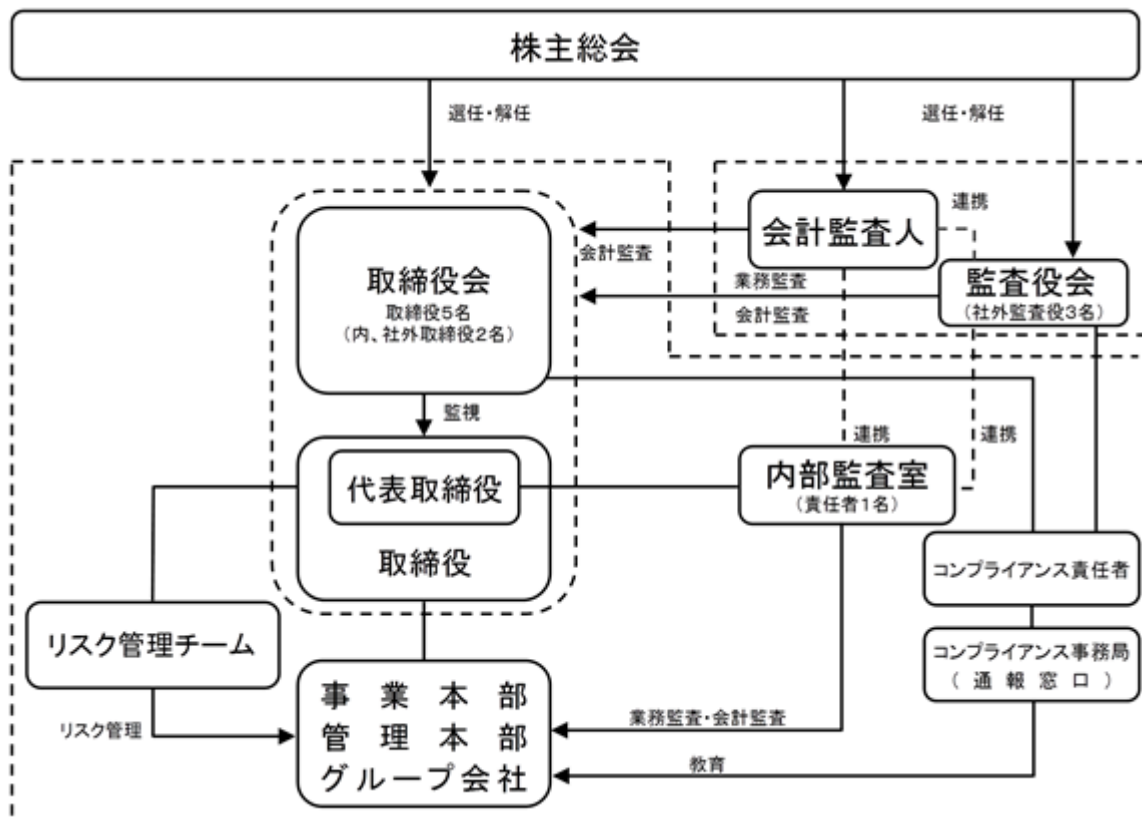 株主総会
選任・解任
選任・解任
会計監査人
連携
会計監査
取締役会
取締役5名
（内、社外取締役2名）
業務監査
会計監査
監査役会
（社外監査役3名）
監視
連携
連携
代表取締役
取締役
内部監査室
（責任者1名）
コンプライアンス責任者
リスク管理チーム
コンプライアンス事務局
（通報窓口）
リスク管理
事業本部
管理本部
グループ会社
業務監査・会計監査
教育